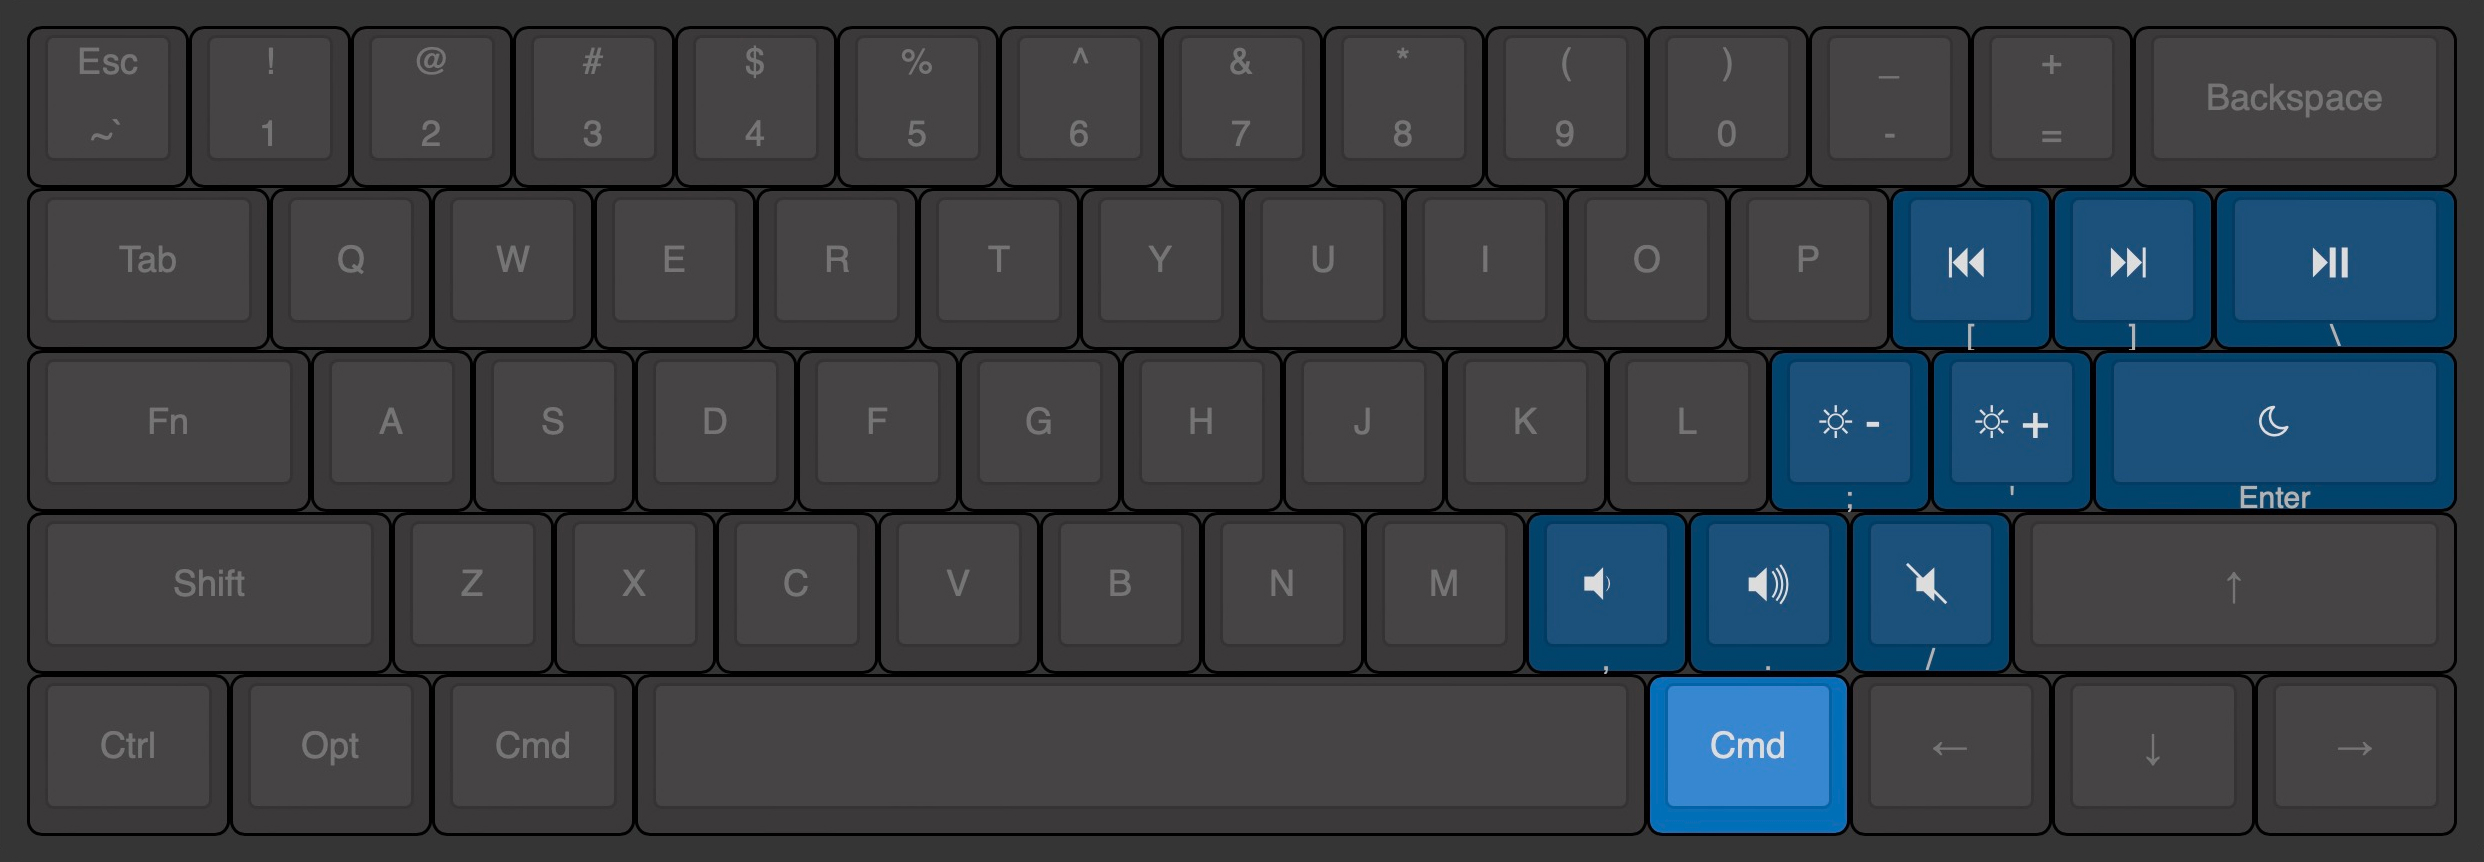 Esc ! @ # $ % ^ & * ( ) _ + Backspace
~` 1 2 3 4 5 6 7 8 9 0 - =
Tab Q W E R T Y U I O P ⏮ ⏭ ⏯
[ ] \
Fn A S D F G H J K L ☼ - ☼ + ☾
; ' Enter
Shift Z X C V B N M ↑
, . /
Ctrl Opt Cmd Cmd ← ↓ →